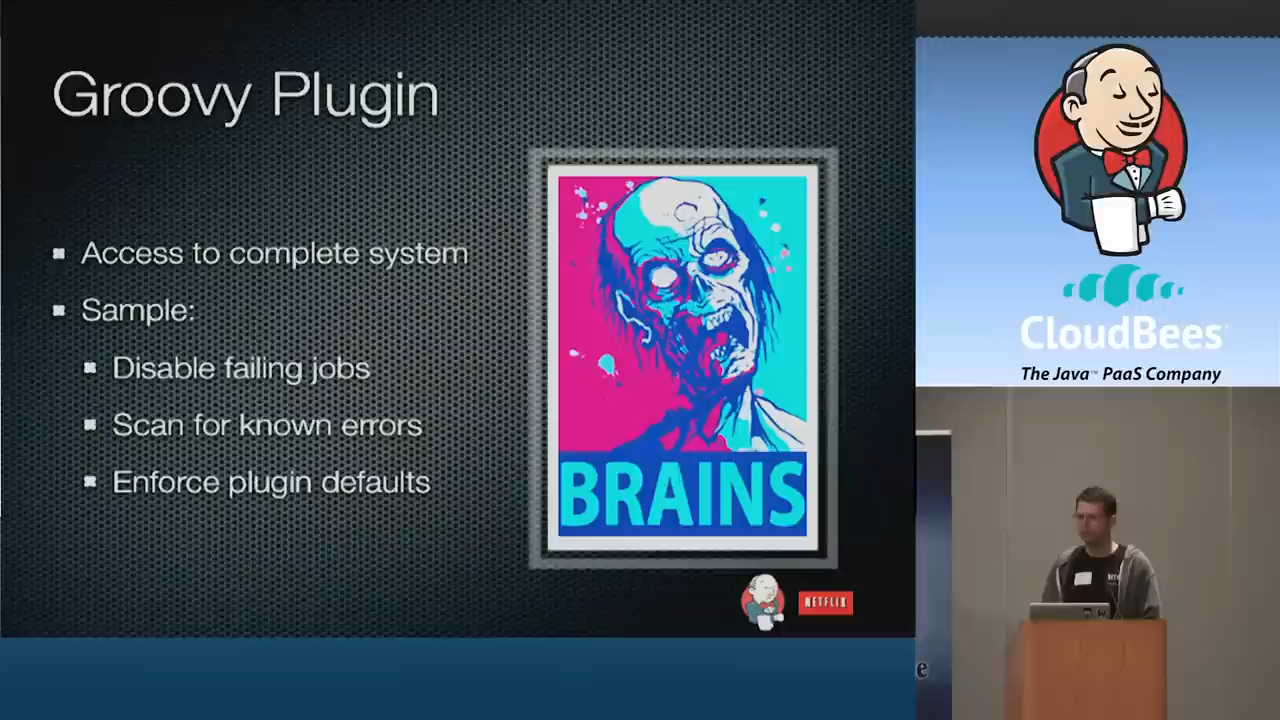 Groovy Plugin
Access to complete system
Sample:
Disable failing jobs
Scan for known errors
Enforce plugin defaults
BRAINS
NETFLIX
CloudBees
The Java™ PaaS Company
e